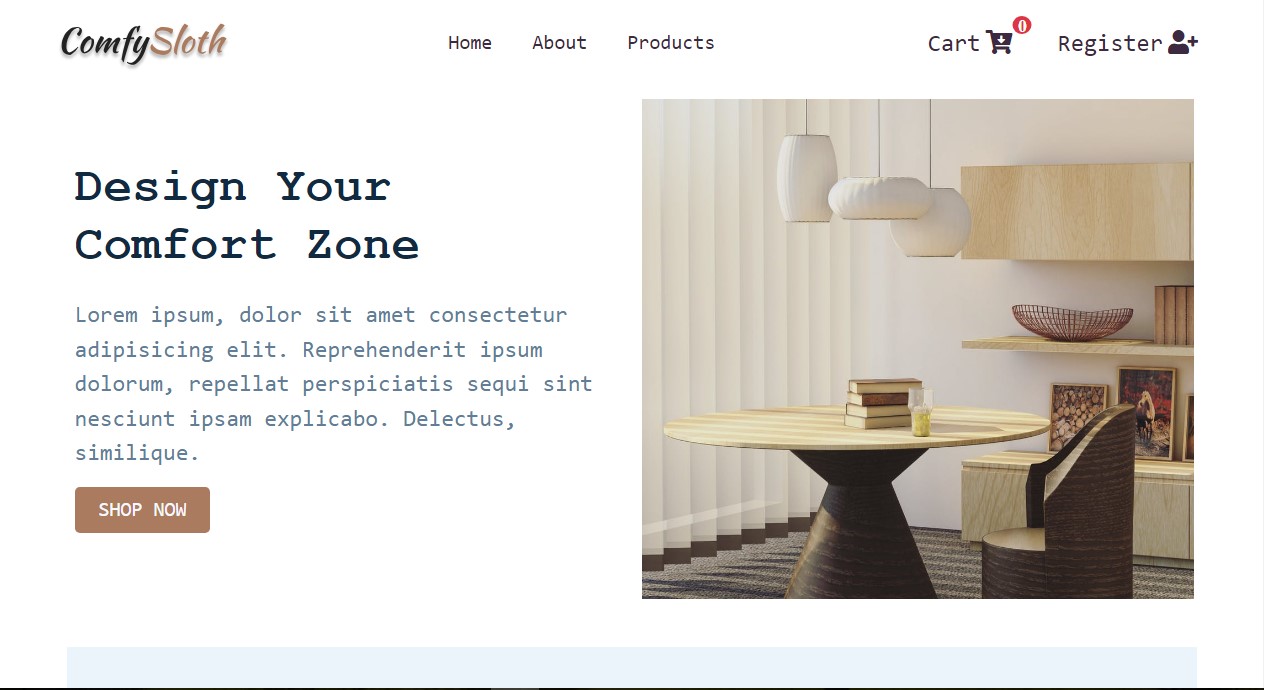 ComfySloth
Home
About
Products
Cart
0
Register
Design Your
Comfort Zone
Lorem ipsum, dolor sit amet consectetur
adipisicing elit. Reprehenderit ipsum
dolorum, repellat perspiciatis sequi sint
nesciunt ipsam explicabo. Delectus,
similique.
SHOP NOW